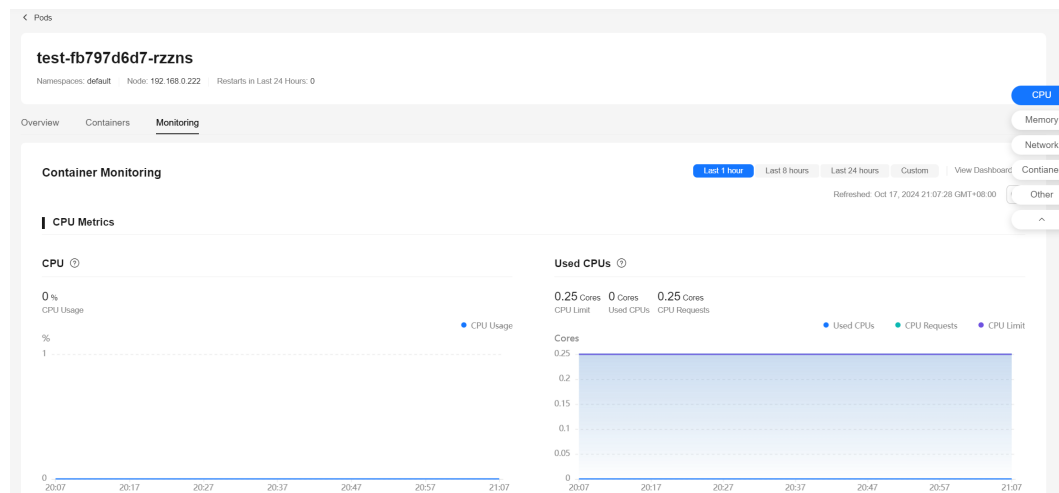 Pods
test-fb797d6d7-rzzns
Namespaces: default Node: 192.168.0.222 Restarts in Last 24 Hours: 0
CPU
Memory
Network
Contiane
Other
Overview Containers Monitoring
Container Monitoring
Last 1 hour Last 8 hours Last 24 hours Custom View Dashboard
Refreshed: Oct 17, 2024 21:07:28 GMT+08:00
CPU Metrics
CPU
0 %
CPU Usage
CPU Usage
%
1
0
20:07 20:17 20:27 20:37 20:47 20:57 21:07
Used CPUs
0.25 Cores 0 Cores 0.25 Cores
CPU Limit Used CPUs CPU Requests
Used CPUs CPU Requests CPU Limit
Cores
0.25
0.2
0.15
0.1
0.05
0
20:07 20:17 20:27 20:37 20:47 20:57 21:07